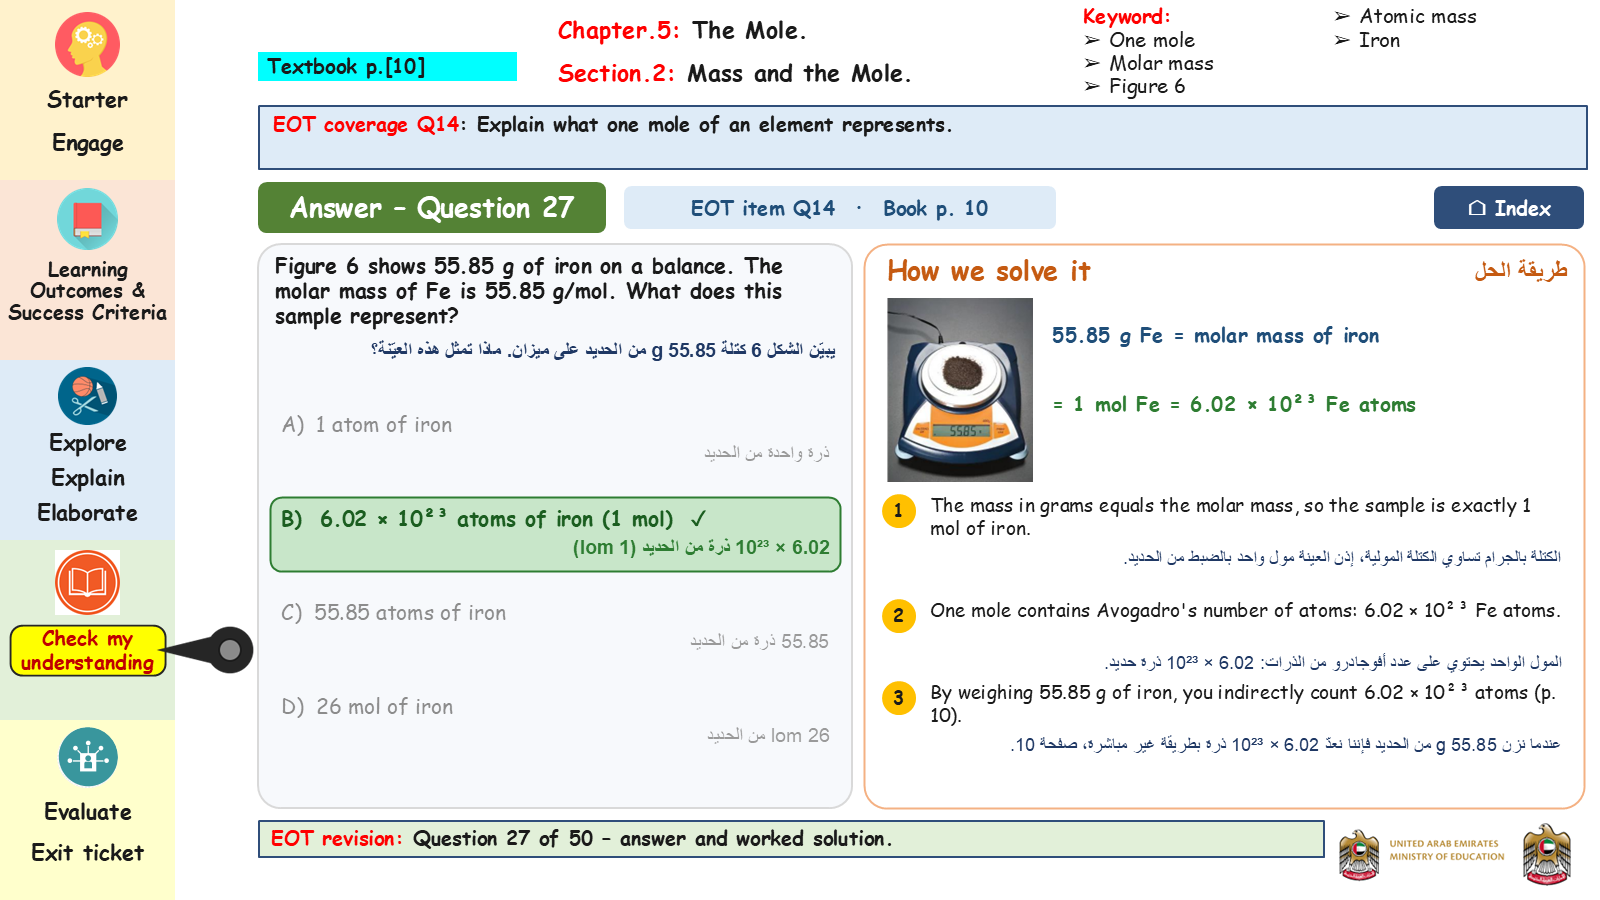 Starter
Engage
Learning
Outcomes &
Success Criteria
Explore
Explain
Elaborate
Check my
understanding
Evaluate
Exit ticket
Textbook p.[10]
Chapter.5: The Mole.
Section.2: Mass and the Mole.
Keyword:
➢ One mole
➢ Molar mass
➢ Figure 6
➢ Atomic mass
➢ Iron
EOT coverage Q14: Explain what one mole of an element represents.
Answer – Question 27
EOT item Q14 · Book p. 10
☖ Index
Figure 6 shows 55.85 g of iron on a balance. The
molar mass of Fe is 55.85 g/mol. What does this
sample represent?
يبيّن الشكل 6 كتلة 55.85 g من الحديد على ميزان. ماذا تمثّل هذه العيّنة؟
A) 1 atom of iron
ذرة واحدة من الحديد
B) 6.02 × 10²³ atoms of iron (1 mol) ✓
6.02 × 10²³ ذرة من الحديد (1 mol)
C) 55.85 atoms of iron
55.85 ذرة من الحديد
D) 26 mol of iron
26 mol من الحديد
How we solve it
طريقة الحل
5585
55.85 g Fe = molar mass of iron
= 1 mol Fe = 6.02 × 10²³ Fe atoms
1 The mass in grams equals the molar mass, so the sample is exactly 1
mol of iron.
الكتلة بالجرام تساوي الكتلة المولية، إذن العينة مول واحد بالضبط من الحديد.
2 One mole contains Avogadro's number of atoms: 6.02 × 10²³ Fe atoms.
المول الواحد يحتوي على عدد أفوجادرو من الذرات: 6.02 × 10²³ ذرة حديد.
3 By weighing 55.85 g of iron, you indirectly count 6.02 × 10²³ atoms (p.
10).
عندما نزن 55.85 g من الحديد فإننا نعدّ 6.02 × 10²³ ذرة بطريقة غير مباشرة، صفحة 10.
EOT revision: Question 27 of 50 – answer and worked solution.
UNITED ARAB EMIRATES
MINISTRY OF EDUCATION